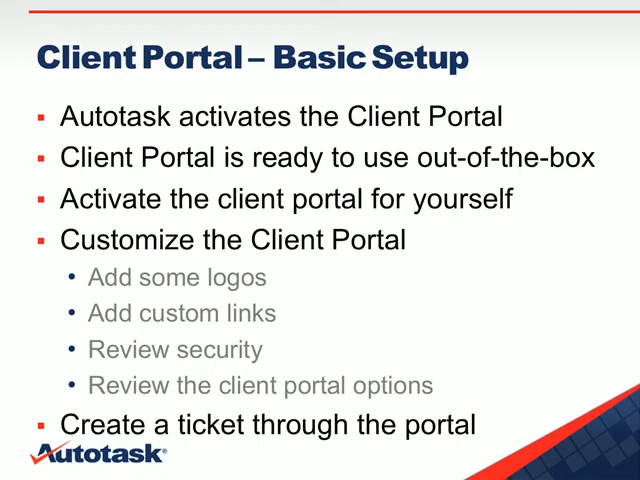 Client Portal – Basic Setup
▪ Autotask activates the Client Portal
▪ Client Portal is ready to use out-of-the-box
▪ Activate the client portal for yourself
▪ Customize the Client Portal
• Add some logos
• Add custom links
• Review security
• Review the client portal options
▪ Create a ticket through the portal
Autotask®